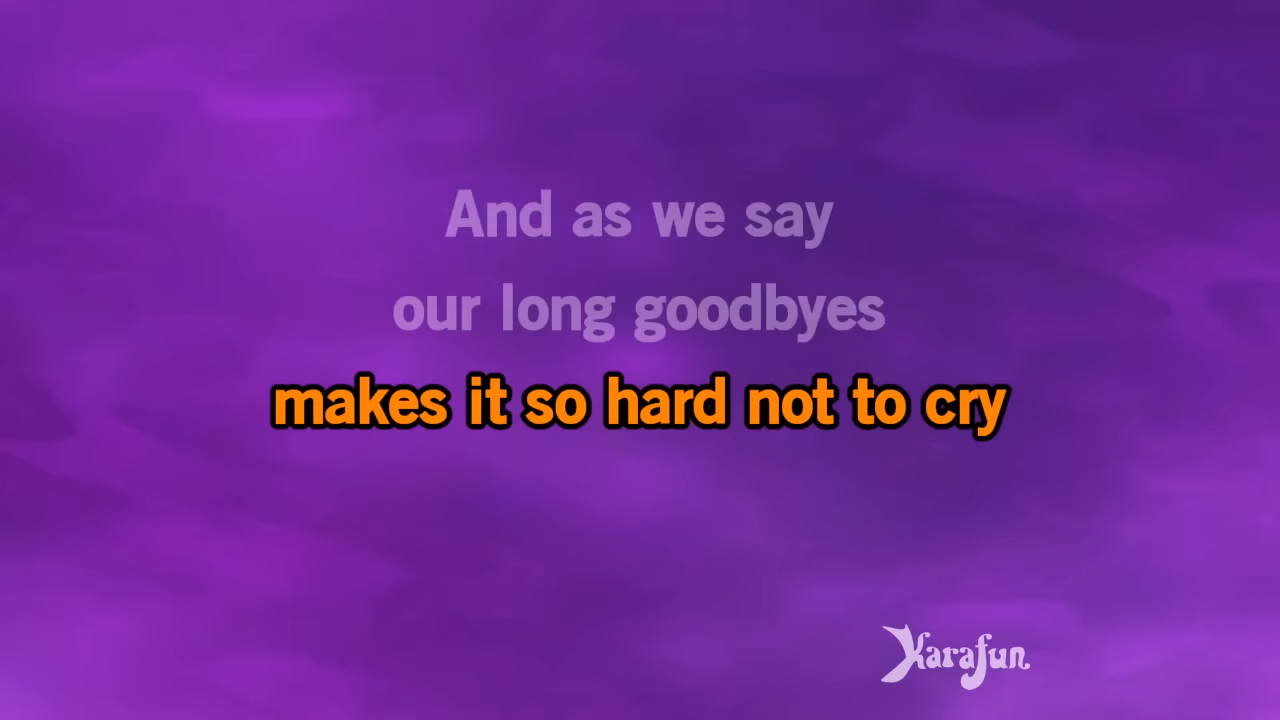 And as we say
our long goodbyes
makes it so hard not to cry
Karafun